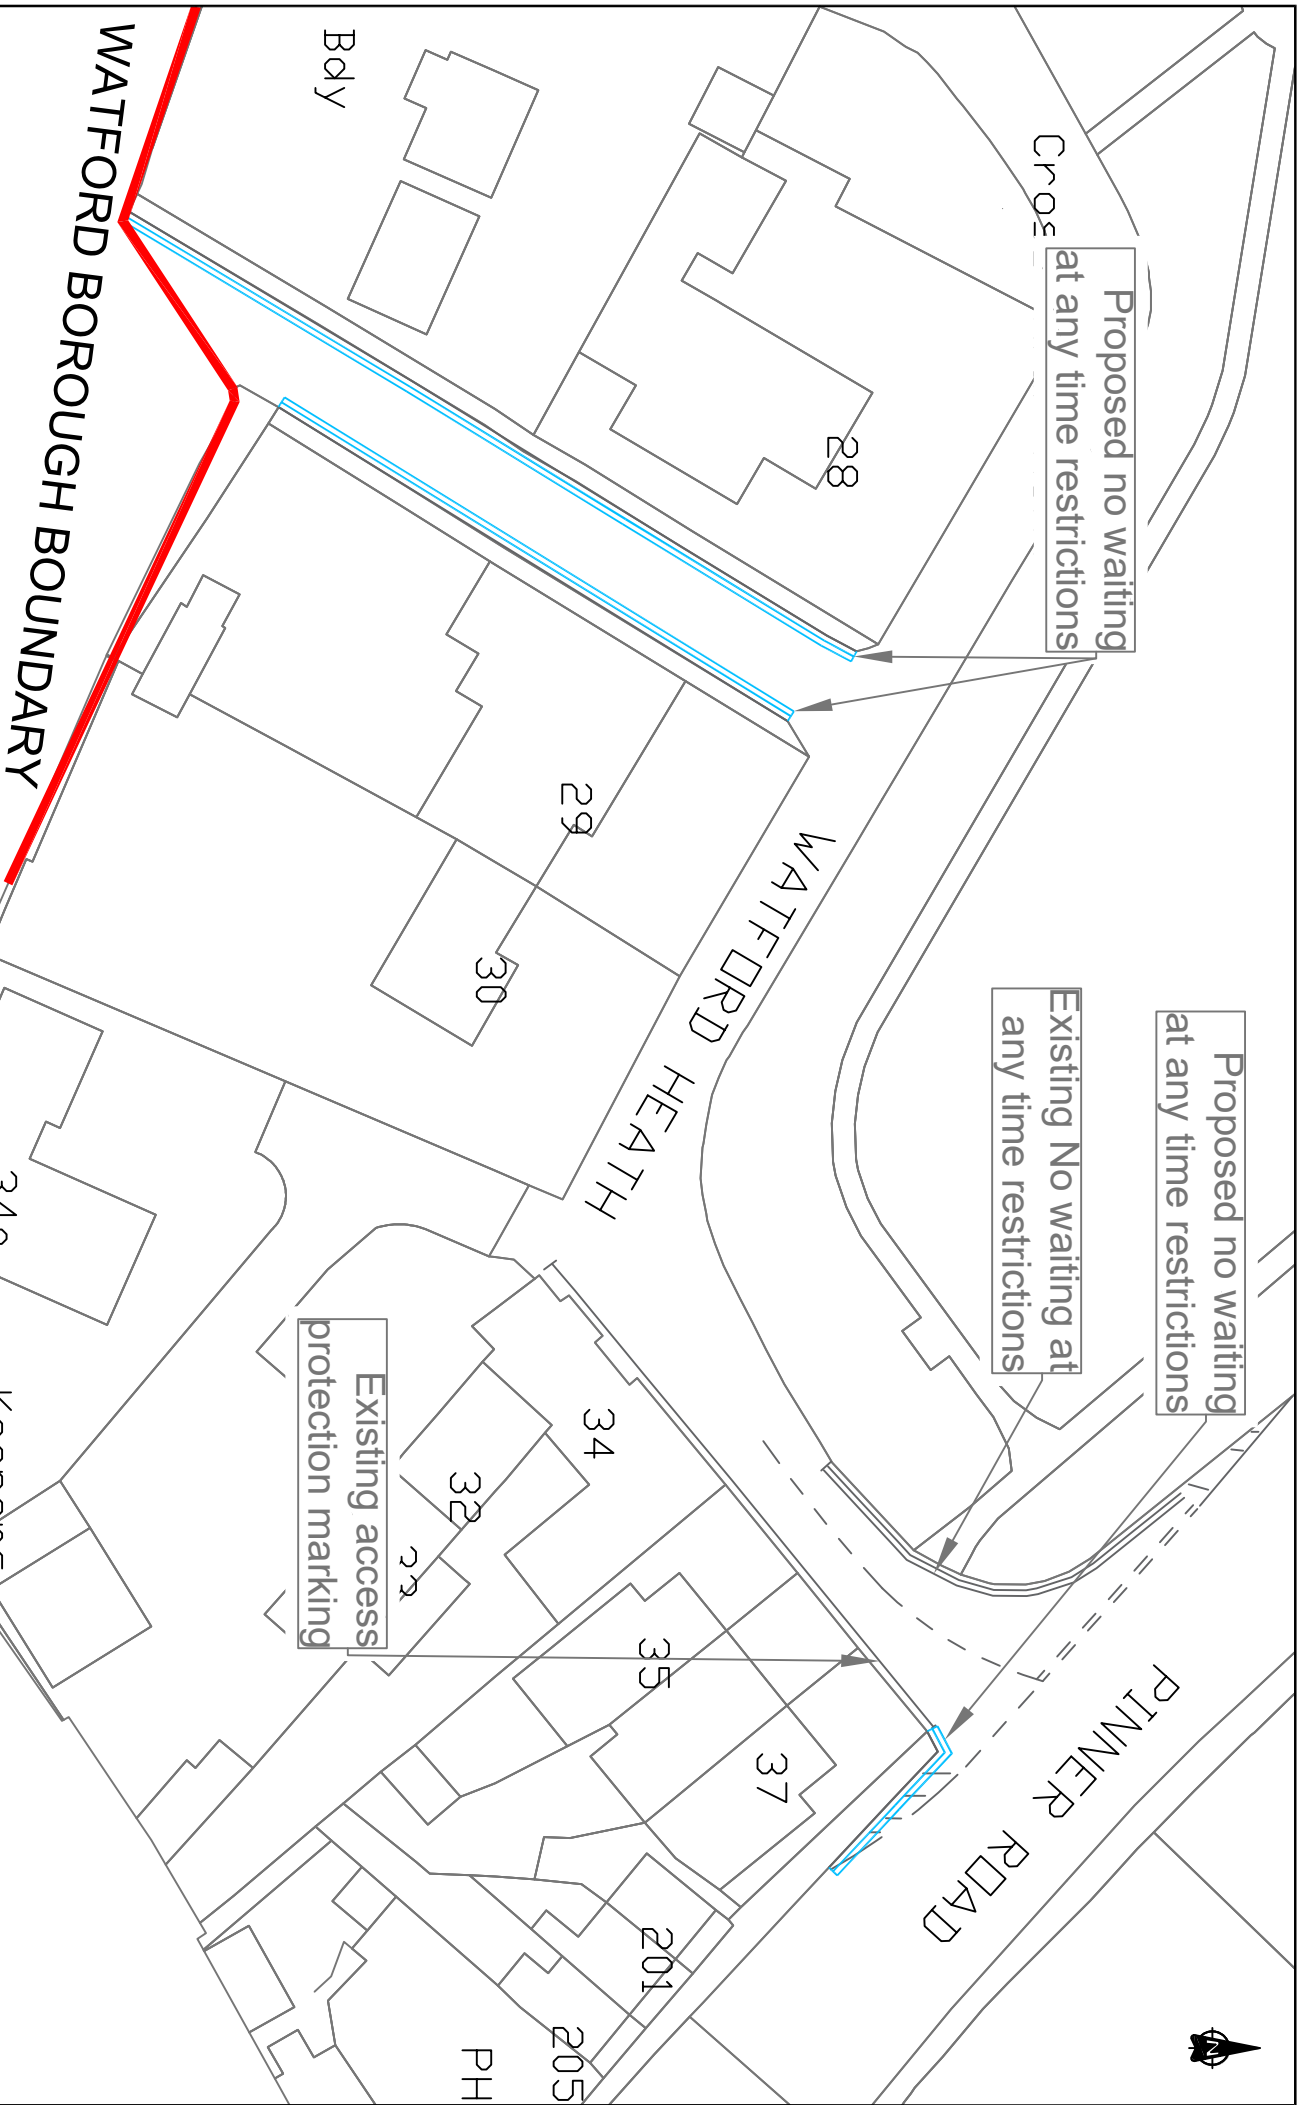 Proposed no waiting
at any time restrictions
Proposed no waiting
at any time restrictions
Existing No waiting at
any time restrictions
Cros
Bdy
28
WATFORD HEATH
29
30
34
32
33
35
37
PINNER ROAD
Existing access
protection marking
201
205
PH
WATFORD BOROUGH BOUNDARY
N